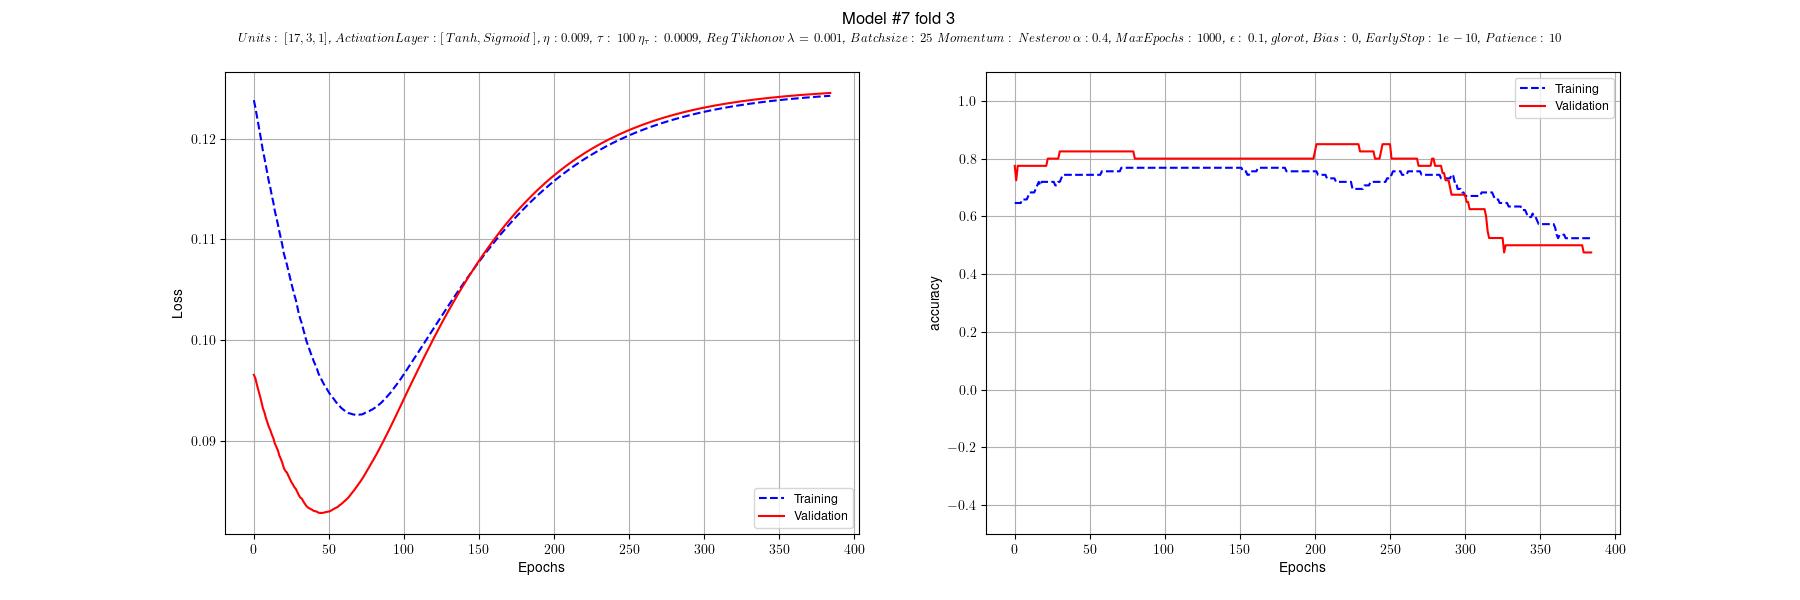 Model #7 fold 3
Units : [17, 3, 1], ActivationLayer : [ Tanh, Sigmoid ], η : 0.009, τ : 100 η_τ : 0.0009, Reg Tikhonov λ = 0.001, Batchsize : 25 Momentum : Nesterov α : 0.4, MaxEpochs : 1000, ϵ : 0.1, glorot, Bias : 0, EarlyStop : 1e − 10, Patience : 10
0.12
0.11
0.10
0.09
Loss
Training
Validation
0 50 100 150 200 250 300 350 400
Epochs
Training
Validation
1.0
0.8
0.6
0.4
0.2
0.0
−0.2
−0.4
accuracy
0 50 100 150 200 250 300 350 400
Epochs